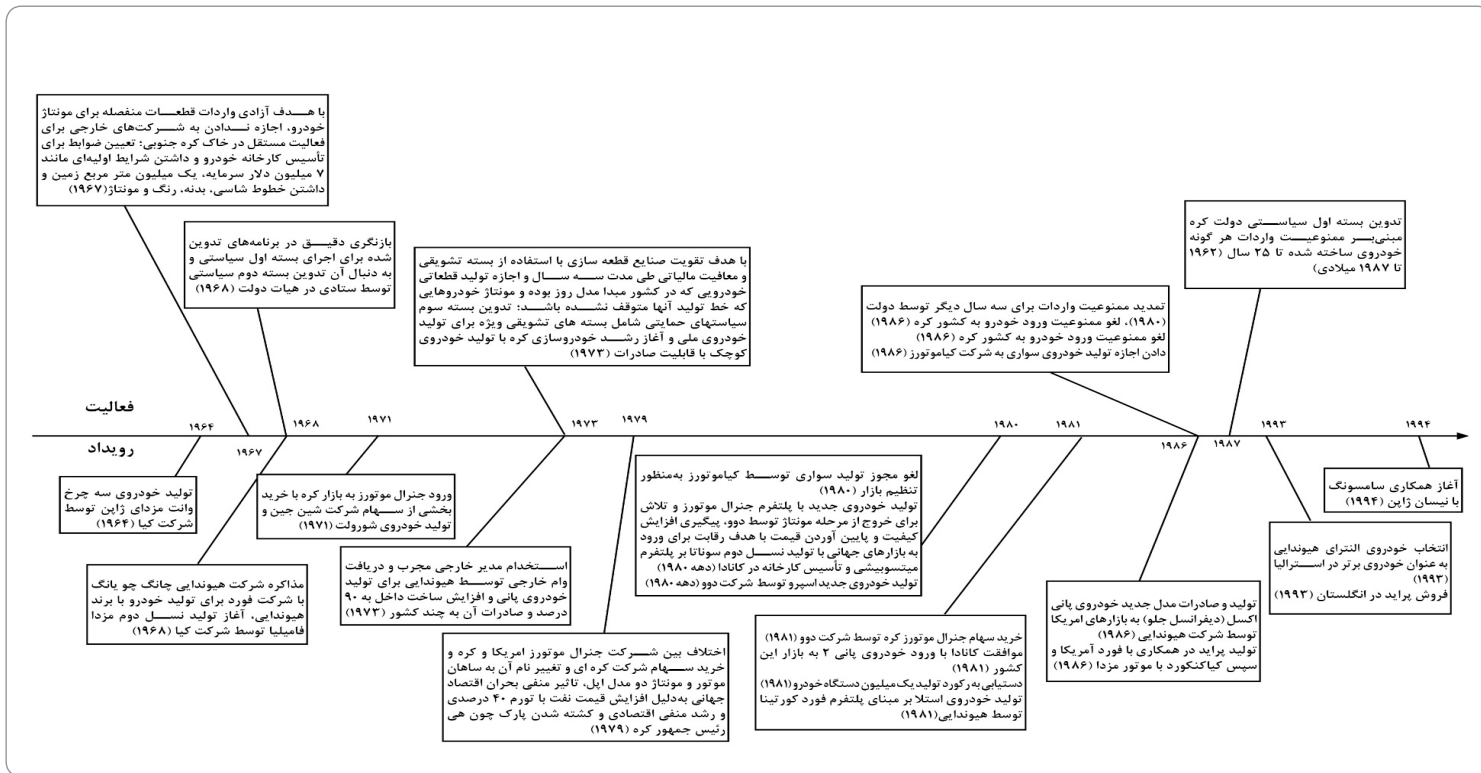 با هدف آزادی واردات قطعات منفصله برای مونتاژ
خودرو، اجازه ندادن به شرکت‌های خارجی برای
فعالیت مستقل در خاک کره جنوبی؛ تعیین ضوابط برای
تأسیس کارخانه خودرو و داشتن شرایط اولیه‌ای مانند
۷ میلیون دلار سرمایه، یک میلیون متر مربع زمین و
داشتن خطوط شاسی، بدنه، رنگ و مونتاژ(۱۹۶۷)
بازنگری دقیق در برنامه‌های تدوین
شده برای اجرای بسته اول سیاستی و
به دنبال آن تدوین بسته دوم سیاستی
توسط ستادی در هیات دولت (۱۹۶۸)
با هدف تقویت صنایع قطعه سازی با استفاده از بسته تشویقی
و معافیت مالیاتی طی مدت سه سال و اجازه تولید قطعاتی
خودرویی که در کشور مبدا مدل روز بوده و مونتاژ خودروهایی
که خط تولید آنها متوقف نشده باشد؛ تدوین بسته سوم
سیاستهای حمایتی شامل بسته های تشویقی ویژه برای تولید
خودروی ملی و آغاز رشد خودروسازی کره با تولید خودروی
کوچک با قابلیت صادرات (۱۹۷۳)
تمدید ممنوعیت واردات برای سه سال دیگر توسط دولت
(۱۹۸۰)، لغو ممنوعیت ورود خودرو به کشور کره (۱۹۸۶)
لغو ممنوعیت ورود خودرو به کشور کره (۱۹۸۶)
دادن اجازه تولید خودروی سواری به شرکت کیاموتورز (۱۹۸۶)
تدوین بسته اول سیاستی دولت کره
مبنی‌بر ممنوعیت واردات هر گونه
خودروی ساخته شده تا ۲۵ سال (۱۹۶۲
تا ۱۹۸۷ میلادی)
فعالیت
رویداد
۱۹۶۴
۱۹۶۷
۱۹۶۸
۱۹۷۱
۱۹۷۳
۱۹۷۹
۱۹۸۰
۱۹۸۱
۱۹۸۶
۱۹۸۷
۱۹۹۳
۱۹۹۴
تولید خودروی سه چرخ
وانت مزدای ژاپن توسط
شرکت کیا (۱۹۶۴)
مذاکره شرکت هیوندایی چانگ چو یانگ
با شرکت فورد برای تولید خودرو با برند
هیوندایی، آغاز تولید نسل دوم مزدا
فامیلیا توسط شرکت کیا (۱۹۶۸)
ورود جنرال موتورز به بازار کره با خرید
بخشی از سهام شرکت شین جین و
تولید خودروی شورولت (۱۹۷۱)
استخدام مدیر خارجی مجرب و دریافت
وام خارجی توسط هیوندایی برای تولید
خودروی پانی و افزایش ساخت داخل به ۹۰
درصد و صادرات آن به چند کشور (۱۹۷۳)
اختلاف بین شرکت جنرال موتورز امریکا و کره و
خرید سهام شرکت کره ای و تغییر نام آن به ساهان
موتور و مونتاژ دو مدل اپل، تاثیر منفی بحران اقتصاد
جهانی به‌دلیل افزایش قیمت نفت با تورم ۴۰ درصدی
و رشد منفی اقتصادی و کشته شدن پارک چون هی
رئیس جمهور کره (۱۹۷۹)
لغو مجوز تولید سواری توسط کیاموتورز به‌منظور
تنظیم بازار (۱۹۸۰)
تولید خودروی جدید با پلتفرم جنرال موتورز و تلاش
برای خروج از مرحله مونتاژ توسط دوو، پیگیری افزایش
کیفیت و پایین آوردن قیمت با هدف رقابت برای ورود
به بازارهای جهانی با تولید نسل دوم سوناتا بر پلتفرم
میتسوبیشی و تأسیس کارخانه در کانادا (دهه ۱۹۸۰)
تولید خودروی جدید اسپرو توسط شرکت دوو (دهه ۱۹۸۰)
خرید سهام جنرال موتورز کره توسط شرکت دوو (۱۹۸۱)
موافقت کانادا با ورود خودروی پانی ۲ به بازار این
کشور (۱۹۸۱)
دستیابی به رکورد تولید یک میلیون دستگاه خودرو (۱۹۸۱)
تولید خودروی استلا بر مبنای پلتفرم فورد کورتینا
توسط هیوندایی(۱۹۸۱)
تولید و صادرات مدل جدید خودروی پانی
اکسل (دیفرانسل جلو) به بازارهای امریکا
توسط شرکت هیوندایی (۱۹۸۶)
تولید پراید در همکاری با فورد آمریکا و
سپس کیاکنکورد با موتور مزدا (۱۹۸۶)
انتخاب خودروی النترای هیوندایی
به عنوان خودروی برتر در استرالیا
(۱۹۹۳)
فروش پراید در انگلستان (۱۹۹۳)
آغاز همکاری سامسونگ
با نیسان ژاپن (۱۹۹۴)